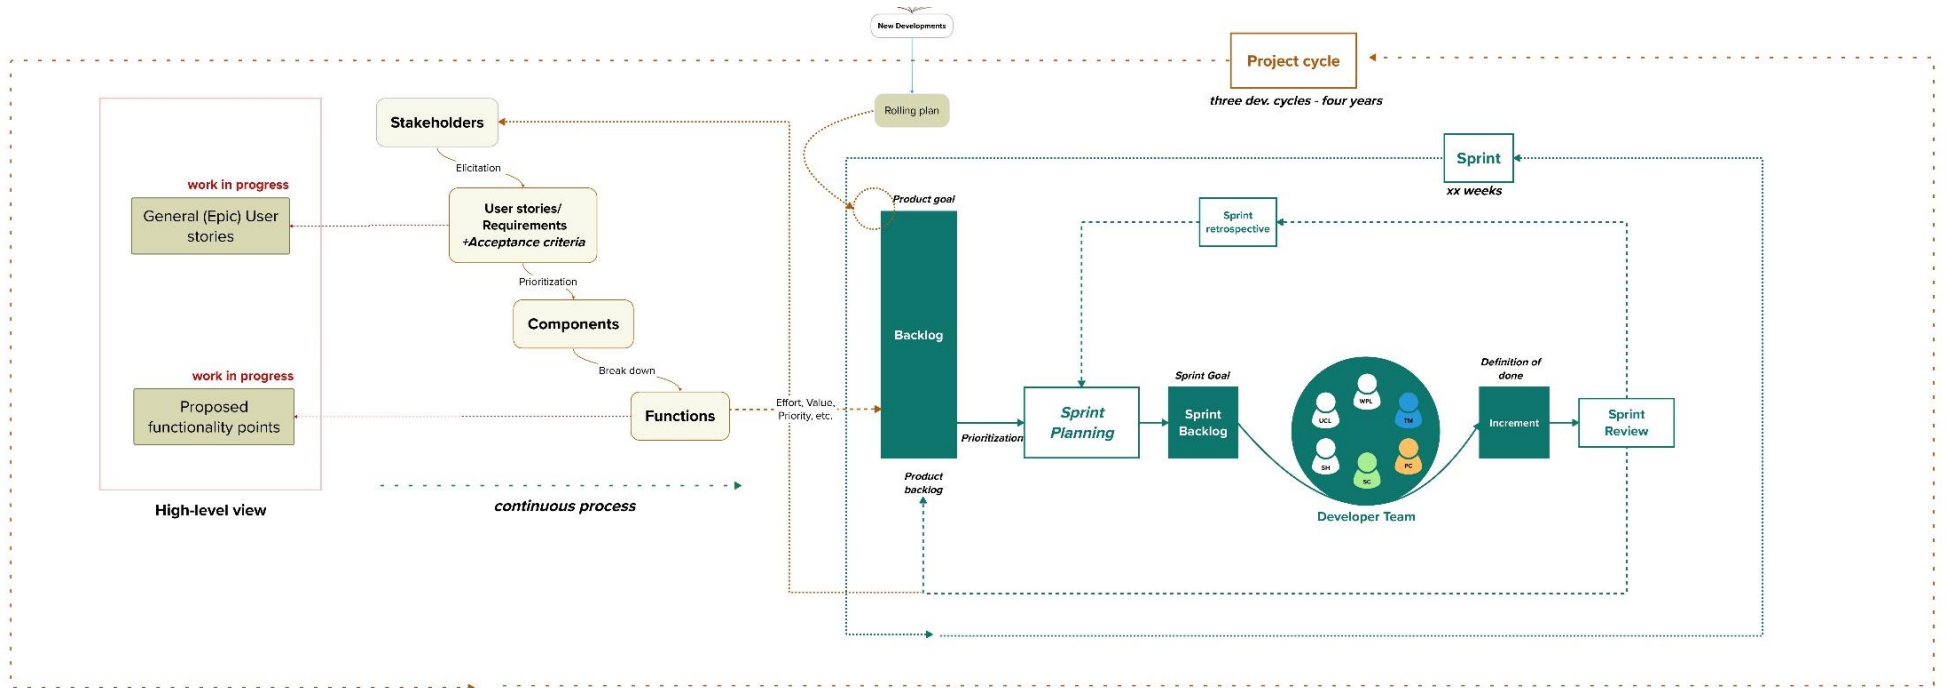 New Developments
Project cycle
three dev. cycles - four years
Rolling plan
Stakeholders
Elicitation
Sprint
xx weeks
work in progress
General (Epic) User
stories
User stories/
Requirements
+Acceptance criteria
Product goal
Sprint
retrospective
Prioritization
Components
Backlog
Break down
work in progress
Proposed
functionality points
Functions
Effort, Value,
Priority, etc.
Prioritization
Sprint
Planning
Sprint Goal
Sprint
Backlog
WPL
UCL
TM
SH
PC
SC
Developer Team
Definition of
done
Increment
Sprint
Review
Product
backlog
High-level view
continuous process